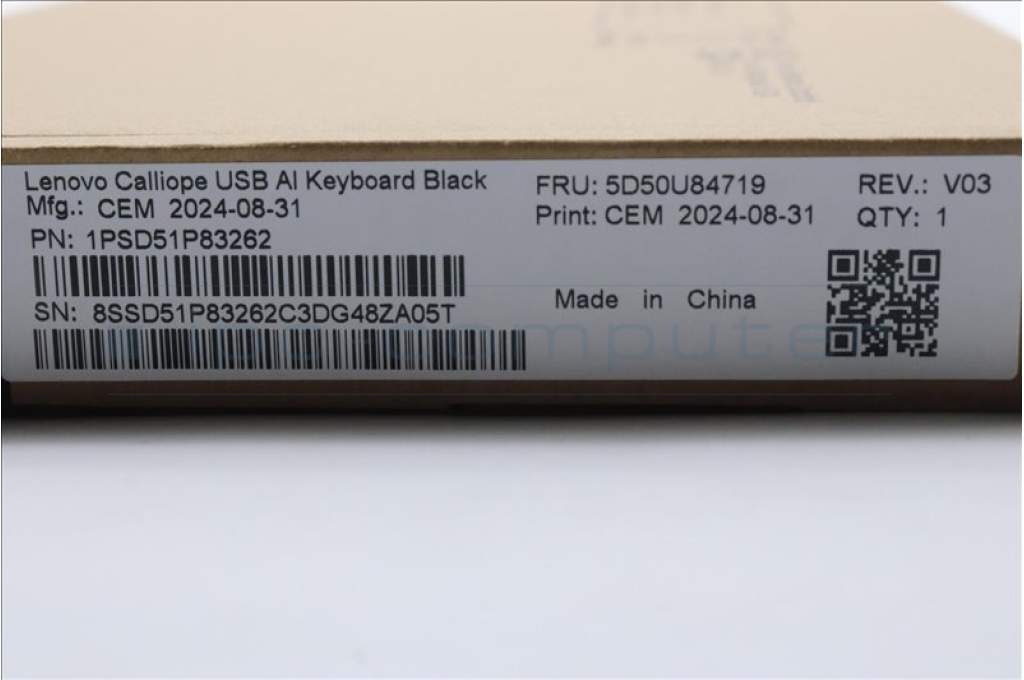 Lenovo Calliope USB AI Keyboard Black
Mfg.: CEM 2024-08-31
PN: 1PSD51P83262
SN: 8SSD51P83262C3DG48ZA05T
FRU: 5D50U84719
Print: CEM 2024-08-31
Made in China
REV.: V03
QTY: 1